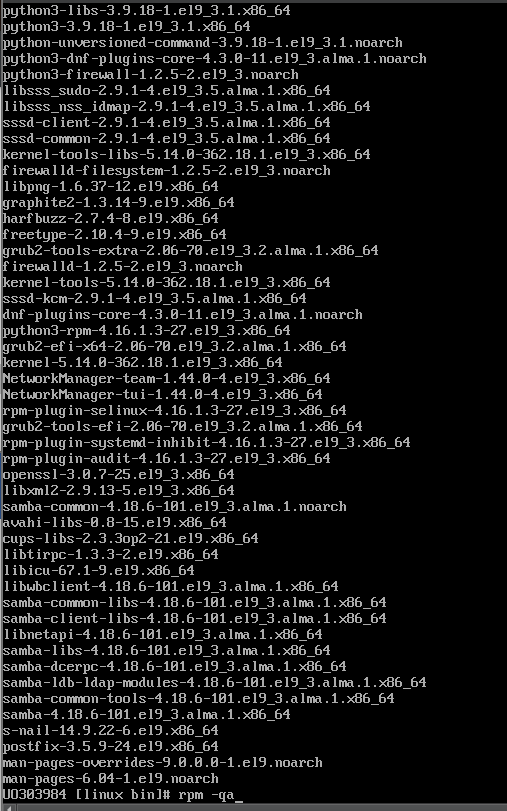 python3-libs-3.9.18-1.el9_3.1.x86_64
python3-3.9.18-1.el9_3.1.x86_64
python-unversioned-command-3.9.18-1.el9_3.1.noarch
python3-dnf-plugins-core-4.3.0-11.el9_3.alma.1.noarch
python3-firewall-1.2.5-2.el9_3.noarch
libsss_sudo-2.9.1-4.el9_3.5.alma.1.x86_64
libsss_nss_idmap-2.9.1-4.el9_3.5.alma.1.x86_64
sssd-client-2.9.1-4.el9_3.5.alma.1.x86_64
sssd-common-2.9.1-4.el9_3.5.alma.1.x86_64
kernel-tools-libs-5.14.0-362.18.1.el9_3.x86_64
firewalld-filesystem-1.2.5-2.el9_3.noarch
libpng-1.6.37-12.el9.x86_64
graphite2-1.3.14-9.el9.x86_64
harfbuzz-2.7.4-8.el9.x86_64
freetype-2.10.4-9.el9.x86_64
grub2-tools-extra-2.06-70.el9_3.2.alma.1.x86_64
firewalld-1.2.5-2.el9_3.noarch
kernel-tools-5.14.0-362.18.1.el9_3.x86_64
sssd-kcm-2.9.1-4.el9_3.5.alma.1.x86_64
dnf-plugins-core-4.3.0-11.el9_3.alma.1.noarch
python3-rpm-4.16.1.3-27.el9_3.x86_64
grub2-efi-x64-2.06-70.el9_3.2.alma.1.x86_64
kernel-5.14.0-362.18.1.el9_3.x86_64
NetworkManager-team-1.44.0-4.el9_3.x86_64
NetworkManager-tui-1.44.0-4.el9_3.x86_64
rpm-plugin-selinux-4.16.1.3-27.el9_3.x86_64
grub2-tools-efi-2.06-70.el9_3.2.alma.1.x86_64
rpm-plugin-systemd-inhibit-4.16.1.3-27.el9_3.x86_64
rpm-plugin-audit-4.16.1.3-27.el9_3.x86_64
openssl-3.0.7-25.el9_3.x86_64
libxml2-2.9.13-5.el9_3.x86_64
samba-common-4.18.6-101.el9_3.alma.1.noarch
avahi-libs-0.8-15.el9.x86_64
cups-libs-2.3.3op2-21.el9.x86_64
libtirpc-1.3.3-2.el9.x86_64
libicu-67.1-9.el9.x86_64
libwbclient-4.18.6-101.el9_3.alma.1.x86_64
samba-common-libs-4.18.6-101.el9_3.alma.1.x86_64
samba-client-libs-4.18.6-101.el9_3.alma.1.x86_64
libnetapi-4.18.6-101.el9_3.alma.1.x86_64
samba-libs-4.18.6-101.el9_3.alma.1.x86_64
samba-dcerpc-4.18.6-101.el9_3.alma.1.x86_64
samba-ldb-ldap-modules-4.18.6-101.el9_3.alma.1.x86_64
samba-common-tools-4.18.6-101.el9_3.alma.1.x86_64
samba-4.18.6-101.el9_3.alma.1.x86_64
s-nail-14.9.22-6.el9.x86_64
postfix-3.5.9-24.el9.x86_64
man-pages-overrides-9.0.0.0-1.el9.noarch
man-pages-6.04-1.el9.noarch
UO303984 [linux bin]# rpm -qa_